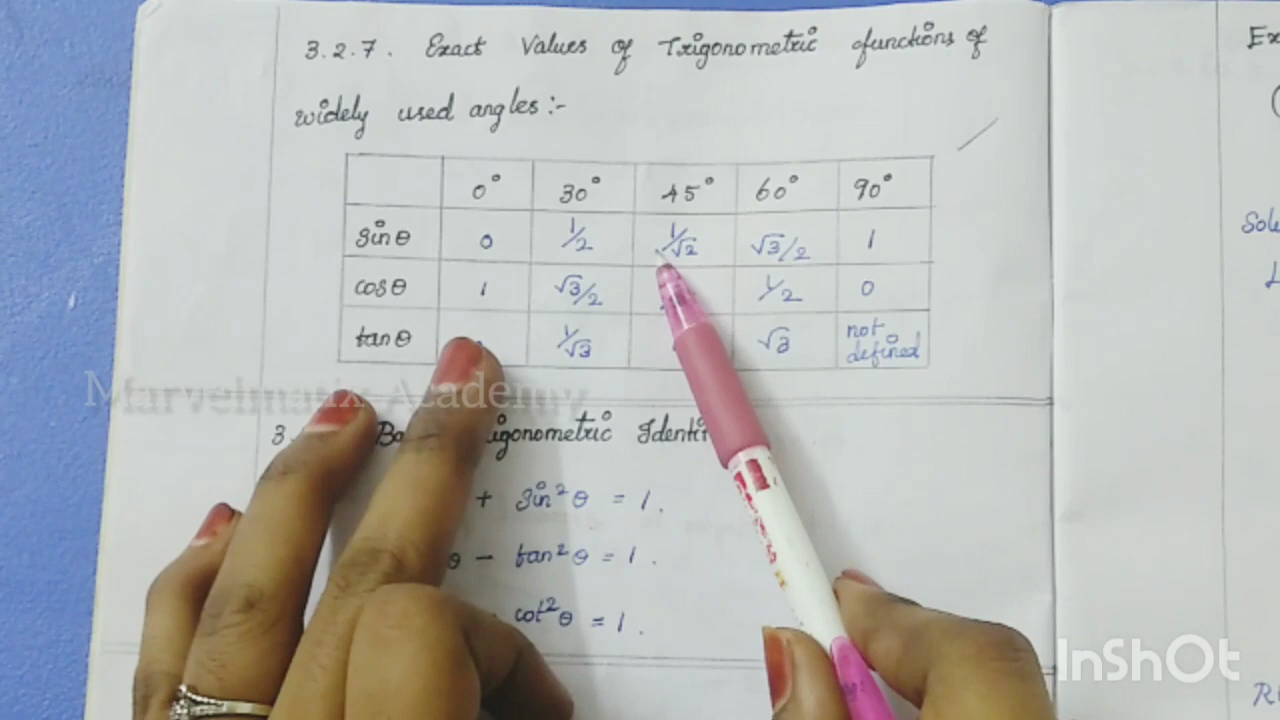 3.2.7. Exact Values of Trigonometric functions of
widely used angles:-
0° 30° 45° 60° 90°
sinθ 0 1/2 1/√2 √3/2 1
cosθ 1 √3/2 1/2 0
tanθ 1/√3 √3 not defined
Marvelmatix Academy
3.
+ sin²θ = 1.
θ - tan²θ = 1.
cot²θ = 1.
Ex
Sol
InShOt